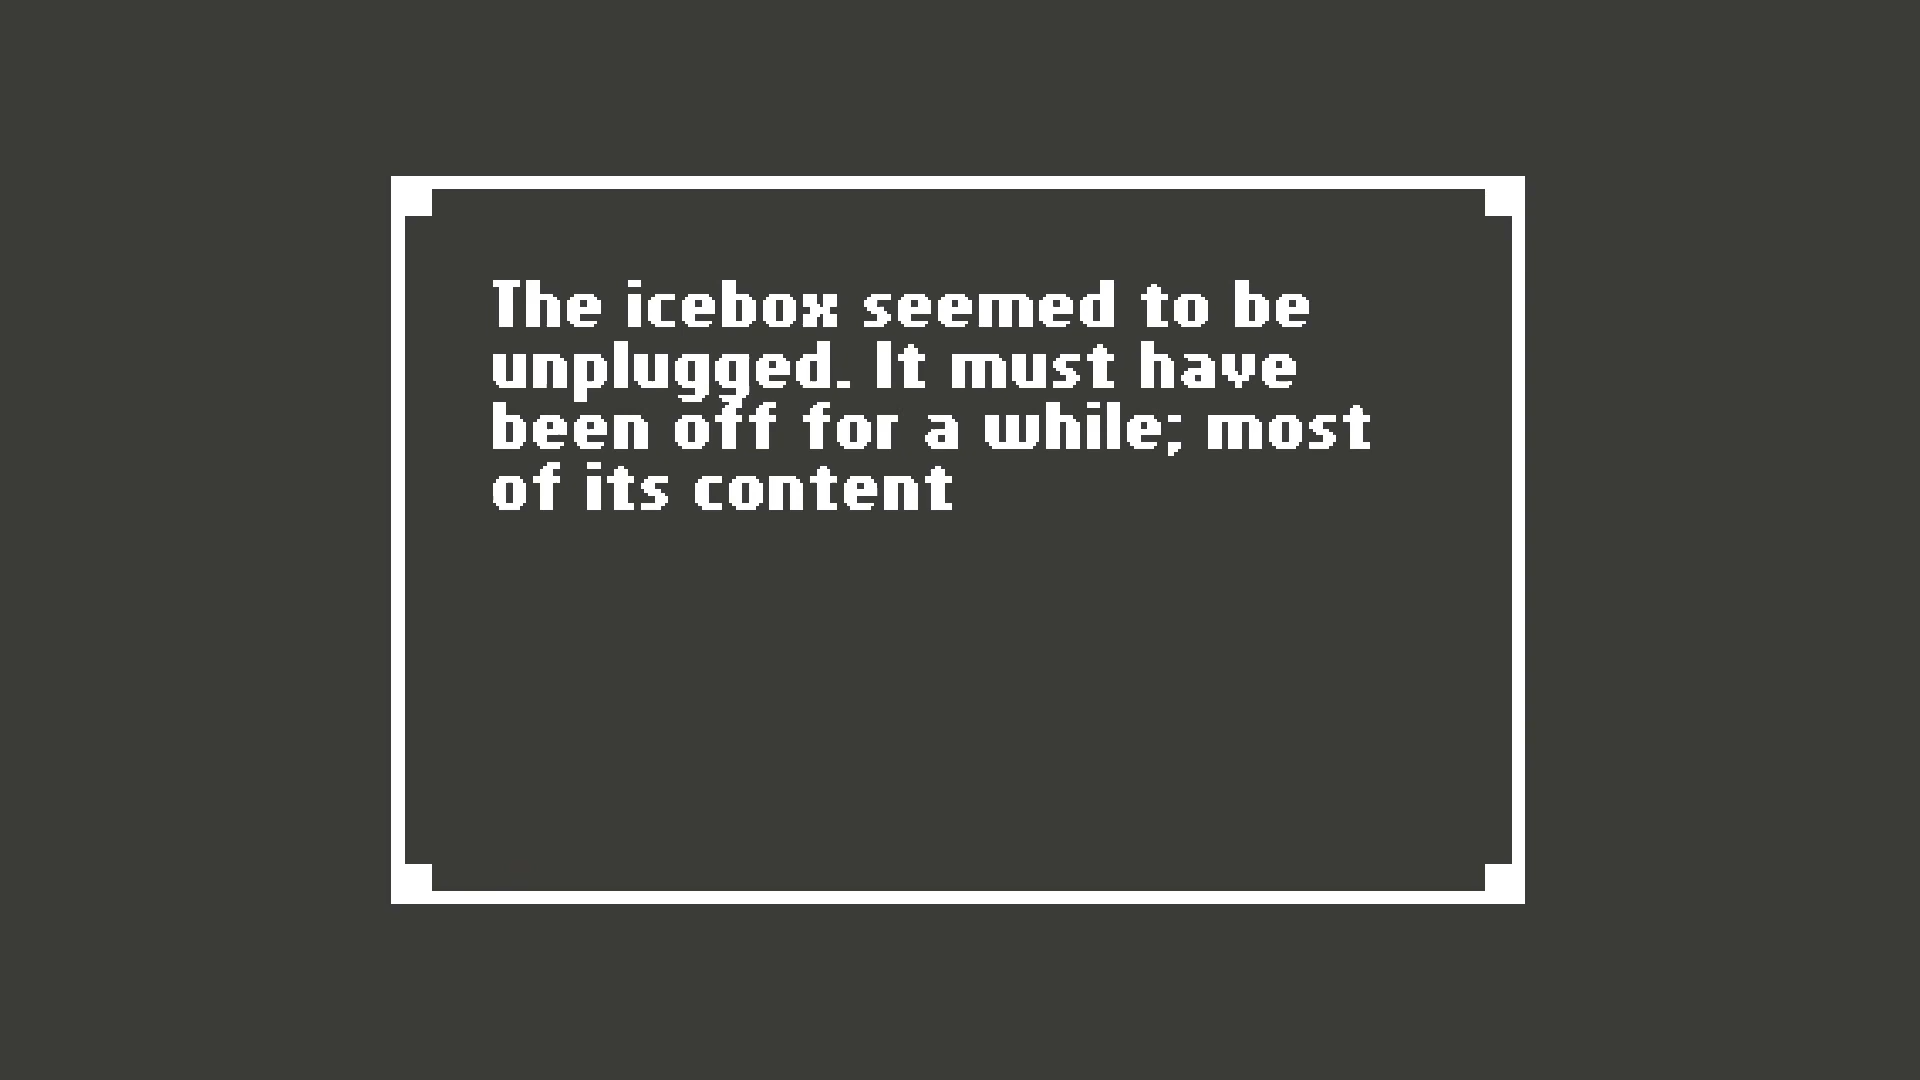 The icebox seemed to be
unplugged. It must have
been off for a while; most
of its content